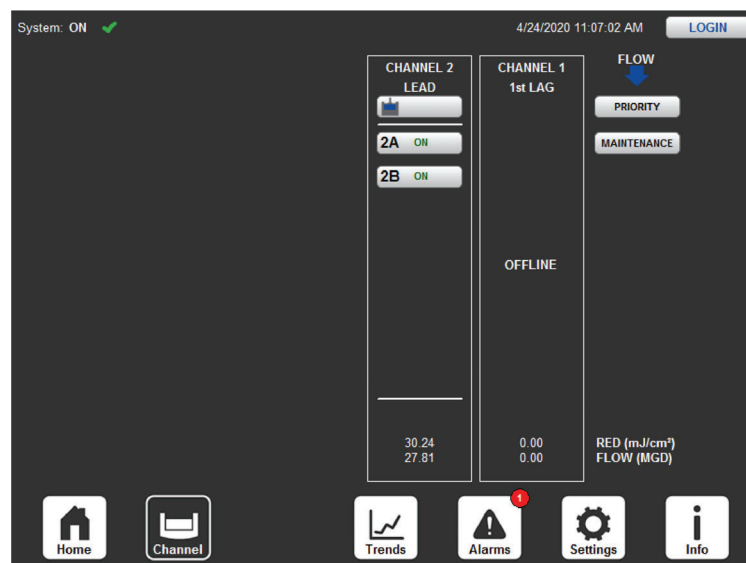 System: ON
4/24/2020 11:07:02 AM
LOGIN
CHANNEL 2
LEAD
2A ON
2B ON
30.24
27.81
CHANNEL 1
1st LAG
OFFLINE
0.00
0.00
FLOW
PRIORITY
MAINTENANCE
RED (mJ/cm²)
FLOW (MGD)
Home
Channel
Trends
1
Alarms
Settings
Info